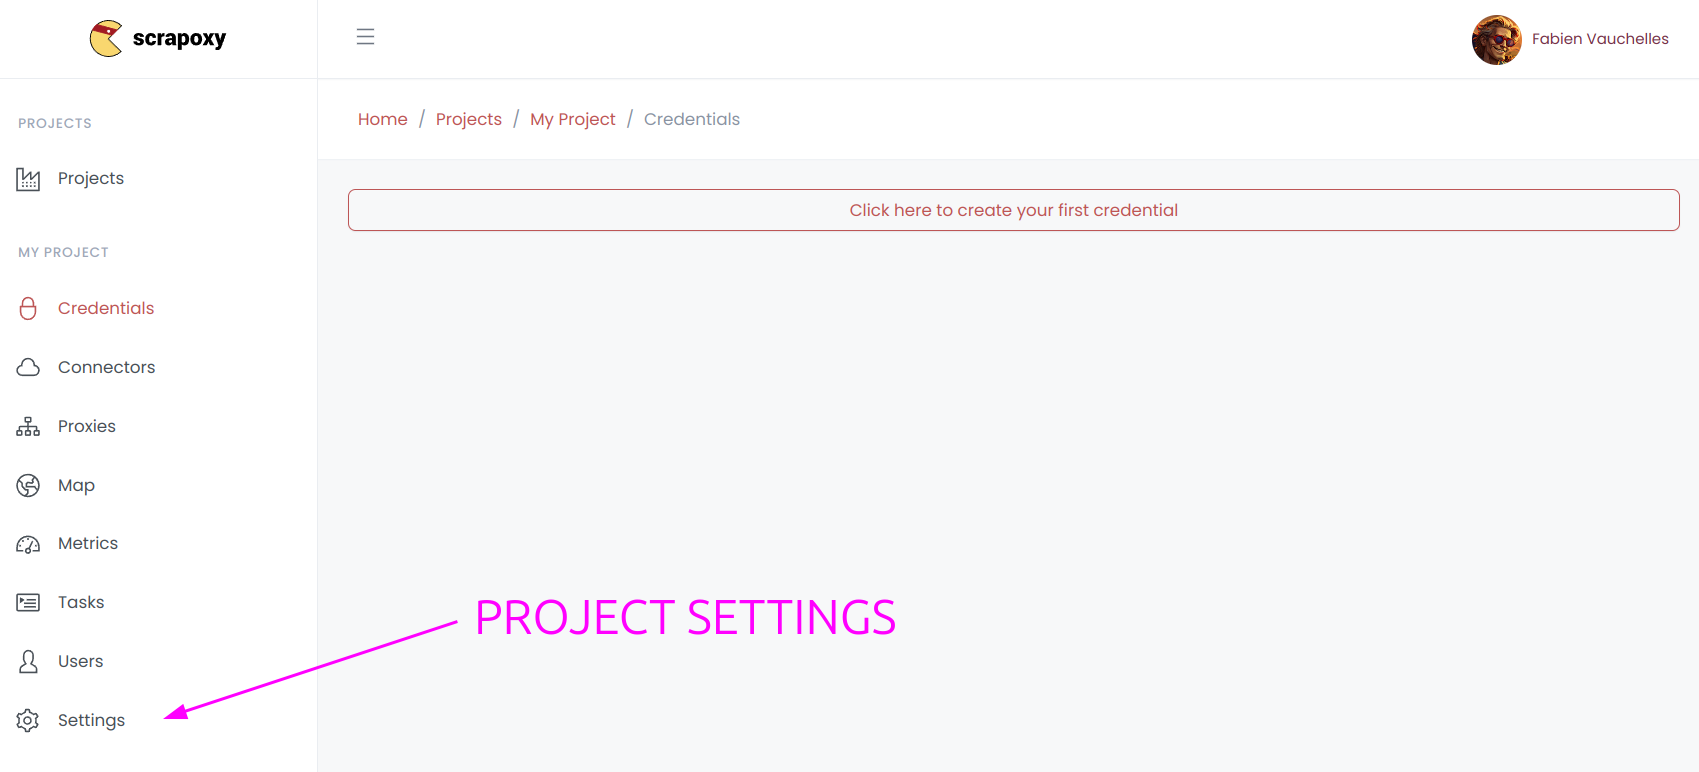 scrapoxy
Fabien Vauchelles
PROJECTS
Projects
MY PROJECT
Credentials
Connectors
Proxies
Map
Metrics
Tasks
Users
Settings
Home / Projects / My Project / Credentials
Click here to create your first credential
PROJECT SETTINGS